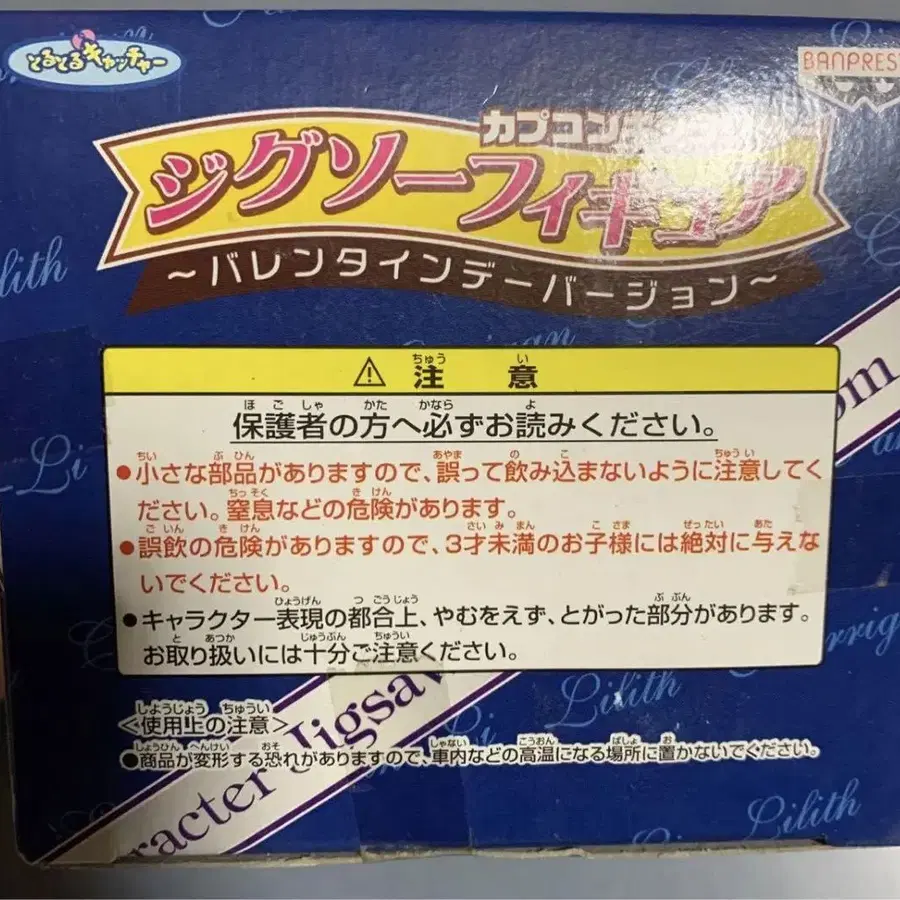 とるとるキャッチャー
BANPRES
カプコンキャラクター
ジグソーフィギュア
～バレンタインデーバージョン～
⚠ 注意
保護者の方へ必ずお読みください。
●小さな部品がありますので、誤って飲み込まないように注意してく
ださい。窒息などの危険があります。
●誤飲の危険がありますので、3才未満のお子様には絶対に与えな
いでください。
●キャラクター表現の都合上、やむをえず、とがった部分があります。
お取り扱いには十分ご注意ください。
<使用上の注意>
●商品が変形する恐れがありますので、車内などの高温になる場所に置かないでください。
racter Jigsaw
om
Lilith
Lilith
Lilith